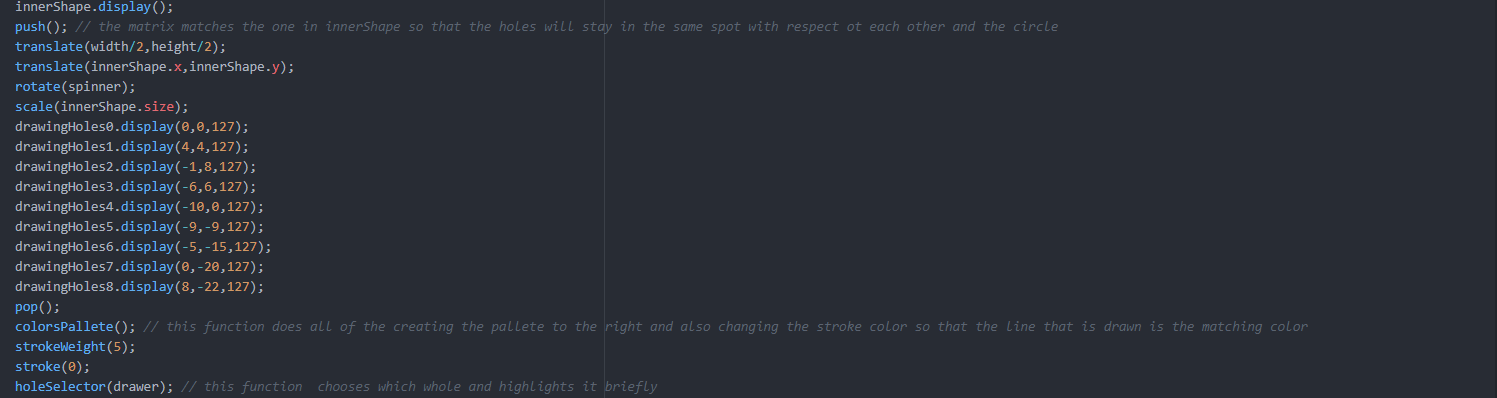 innerShape.display();
push(); // the matrix matches the one in innerShape so that the holes will stay in the same spot with respect ot each other and the circle
translate(width/2,height/2);
translate(innerShape.x,innerShape.y);
rotate(spinner);
scale(innerShape.size);
drawingHoles0.display(0,0,127);
drawingHoles1.display(4,4,127);
drawingHoles2.display(-1,8,127);
drawingHoles3.display(-6,6,127);
drawingHoles4.display(-10,0,127);
drawingHoles5.display(-9,-9,127);
drawingHoles6.display(-5,-15,127);
drawingHoles7.display(0,-20,127);
drawingHoles8.display(8,-22,127);
pop();
colorsPallete(); // this function does all of the creating the pallete to the right and also changing the stroke color so that the line that is drawn is the matching color
strokeWeight(5);
stroke(0);
holeSelector(drawer); // this function  chooses which whole and highlights it briefly